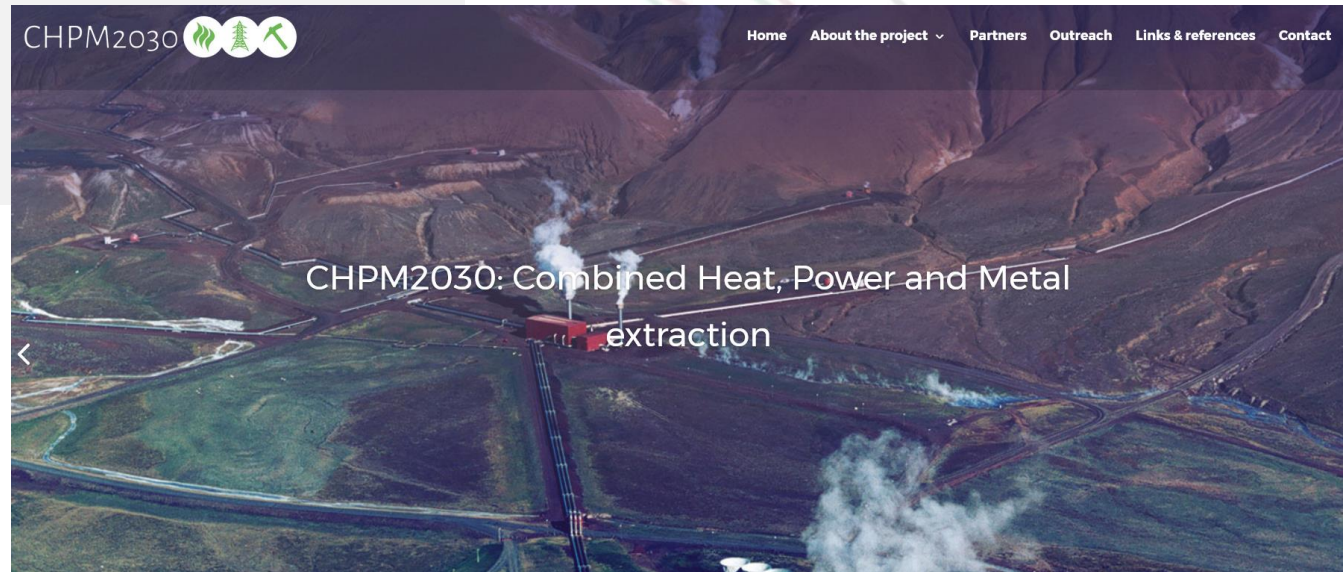 CHPM2030
Home About the project Partners Outreach Links & references Contact
CHPM2030: Combined Heat, Power and Metal
extraction